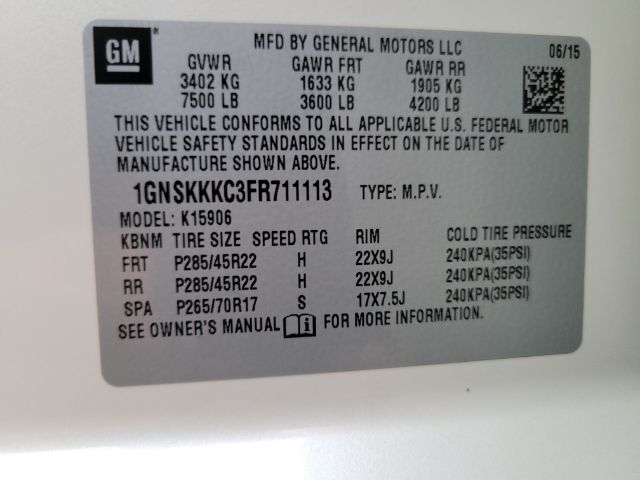 GM
MFD BY GENERAL MOTORS LLC 06/15
GVWR GAWR FRT GAWR RR
3402 KG 1633 KG 1905 KG
7500 LB 3600 LB 4200 LB
THIS VEHICLE CONFORMS TO ALL APPLICABLE U.S. FEDERAL MOTOR
VEHICLE SAFETY STANDARDS IN EFFECT ON THE DATE OF
MANUFACTURE SHOWN ABOVE.
1GNSKKKC3FR711113 TYPE: M.P.V.
MODEL: K15906
KBNM TIRE SIZE SPEED RTG RIM COLD TIRE PRESSURE
FRT P285/45R22 H 22X9J 240KPA(35PSI)
RR P285/45R22 H 22X9J 240KPA(35PSI)
SPA P265/70R17 S 17X7.5J 240KPA(35PSI)
SEE OWNER'S MANUAL i FOR MORE INFORMATION.